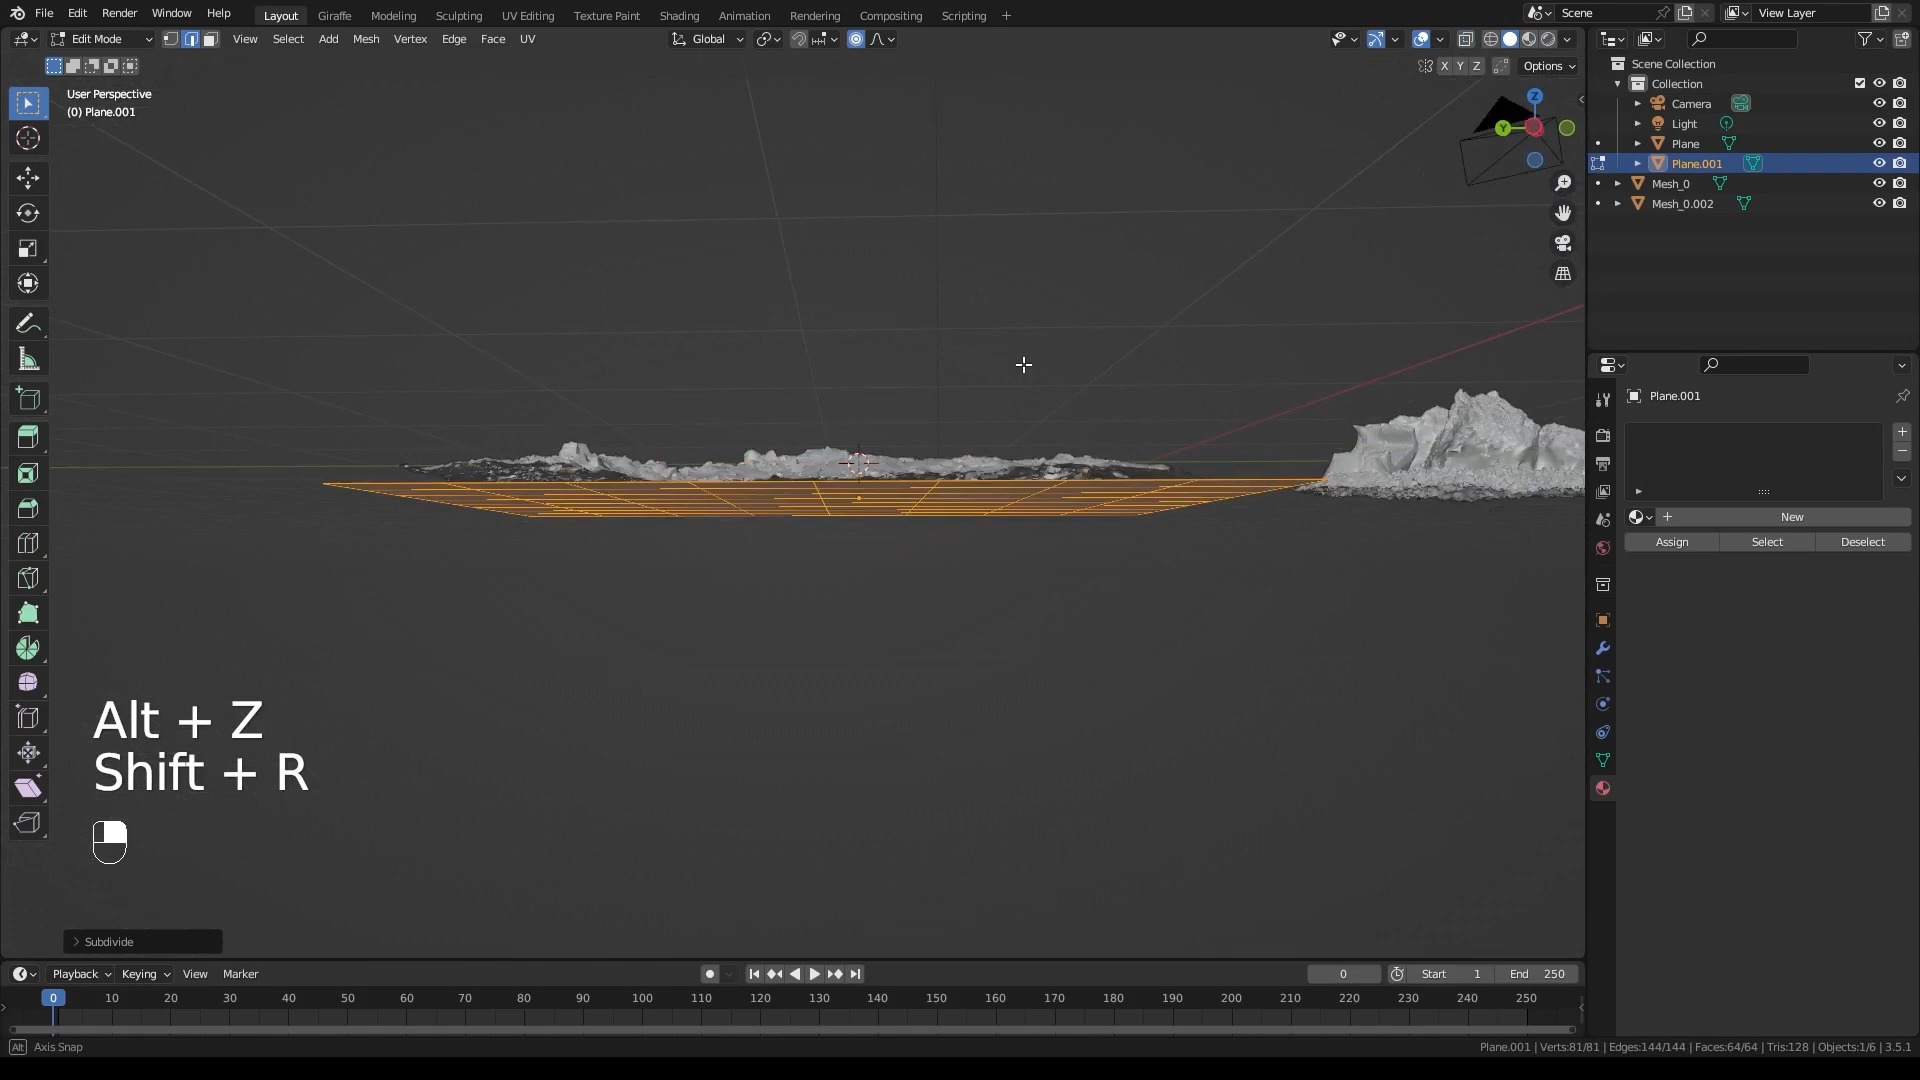 File Edit Render Window Help Layout Giraffe Modeling Sculpting UV Editing Texture Paint Shading Animation Rendering Compositing Scripting + Scene View Layer
Edit Mode View Select Add Mesh Vertex Edge Face UV Global
X Y Z Options
Scene Collection
Collection
Camera
Light
Plane
Plane.001
Mesh_0
Mesh_0.002
User Perspective
(0) Plane.001
Z
Y
Plane.001
New
Assign Select Deselect
Alt + Z
Shift + R
Subdivide
Playback Keying View Marker 0 Start 1 End 250
0 10 20 30 40 50 60 70 80 90 100 110 120 130 140 150 160 170 180 190 200 210 220 230 240 250
Alt Axis Snap
Plane.001 | Verts:81/81 | Edges:144/144 | Faces:64/64 | Tris:128 | Objects:1/6 | 3.5.1